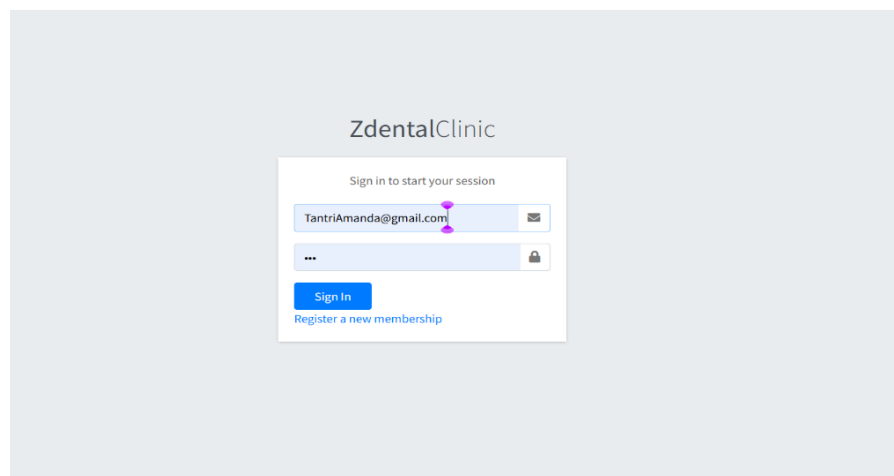 ZdentalClinic
Sign in to start your session
TantriAmanda@gmail.com
•••
Sign In
Register a new membership